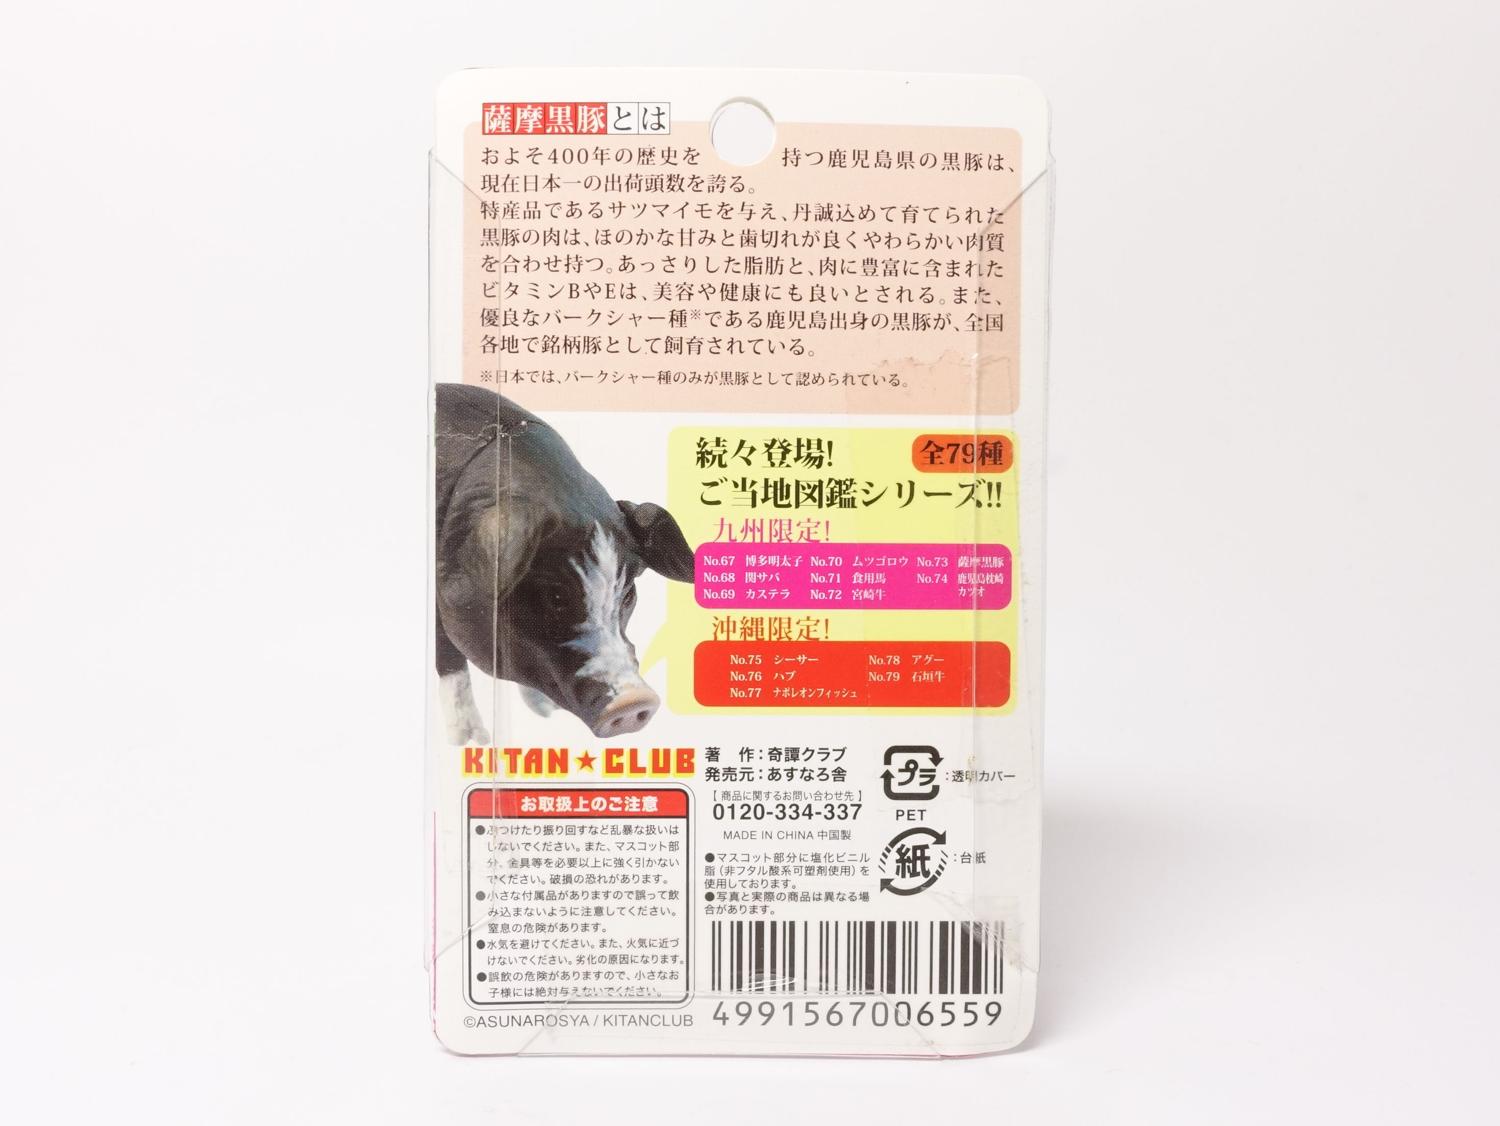 薩摩黒豚とは
およそ400年の歴史を 持つ鹿児島県の黒豚は、
現在日本一の出荷頭数を誇る。
特産品であるサツマイモを与え、丹誠込めて育てられた
黒豚の肉は、ほのかな甘みと歯切れが良くやわらかい肉質
を合わせ持つ。あっさりした脂肪と、肉に豊富に含まれた
ビタミンBやEは、美容や健康にも良いとされる。また、
優良なバークシャー種※である鹿児島出身の黒豚が、全国
各地で銘柄豚として飼育されている。
※日本では、バークシャー種のみが黒豚として認められている。
続々登場! 全79種
ご当地図鑑シリーズ!!
九州限定!
No.67 博多明太子 No.70 ムツゴロウ No.73 薩摩黒豚
No.68 関サバ No.71 食用馬 No.74 鹿児島枕崎
カツオ
No.69 カステラ No.72 宮崎牛
沖縄限定!
No.75 シーサー No.78 アグー
No.76 ハブ No.79 石垣牛
No.77 ナポレオンフィッシュ
KITAN★CLUB
著 作:奇譚クラブ
発売元:あすなろ舎
【 商品に関するお問い合わせ先 】
0120-334-337
MADE IN CHINA 中国製
プラ :透明カバー
PET
紙 :台紙
●マスコット部分に塩化ビニル
脂(非フタル酸系可塑剤使用)を
使用しております。
●写真と実際の商品は異なる場
合があります。
お取扱上のご注意
●ぶつけたり振り回すなど乱暴な扱いは
しないでください。また、マスコット部
分、金具等を必要以上に強く引かない
でください。破損の恐れがあります。
●小さな付属品がありますので誤って飲
み込まないように注意してください。
窒息の危険があります。
●水気を避けてください。また、火気に近づ
けないでください。劣化の原因になります。
●誤飲の危険がありますので、小さなお
子様には絶対与えないでください。
©ASUNAROSYA / KITANCLUB
4991567006559